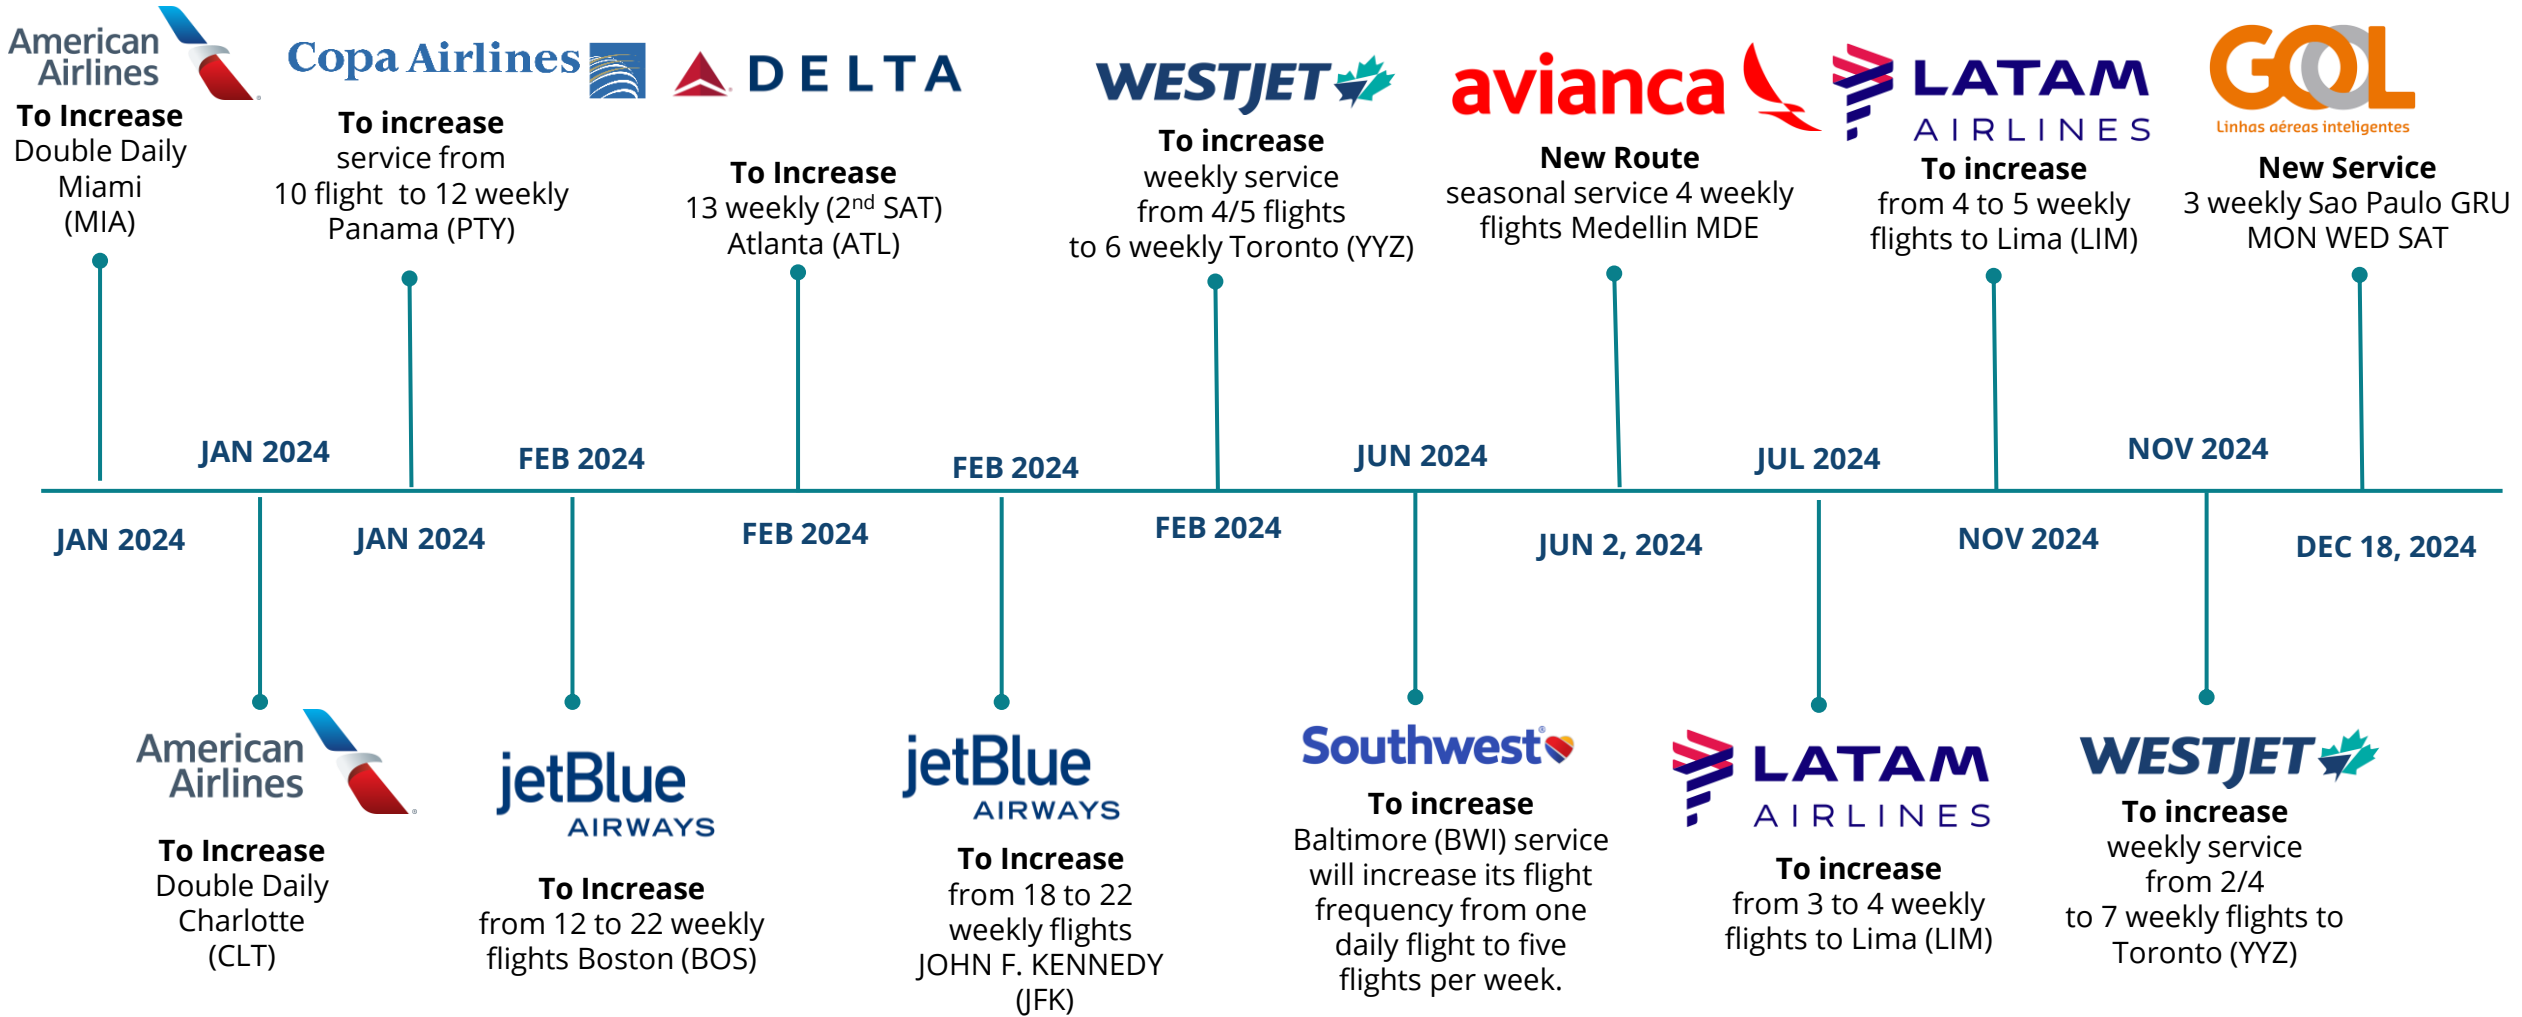 American
Airlines
To Increase
Double Daily
Miami
(MIA)
Copa Airlines
To increase
service from
10 flight to 12 weekly
Panama (PTY)
DELTA
To Increase
13 weekly (2nd SAT)
Atlanta (ATL)
WESTJET
To increase
weekly service
from 4/5 flights
to 6 weekly Toronto (YYZ)
avianca
New Route
seasonal service 4 weekly
flights Medellin MDE
LATAM
AIRLINES
To increase
from 4 to 5 weekly
flights to Lima (LIM)
GOL
Linhas aéreas inteligentes
New Service
3 weekly Sao Paulo GRU
MON WED SAT
JAN 2024
FEB 2024
FEB 2024
JUN 2024
JUL 2024
NOV 2024
JAN 2024
JAN 2024
FEB 2024
FEB 2024
JUN 2, 2024
NOV 2024
DEC 18, 2024
American
Airlines
To Increase
Double Daily
Charlotte
(CLT)
jetBlue
AIRWAYS
To Increase
from 12 to 22 weekly
flights Boston (BOS)
jetBlue
AIRWAYS
To Increase
from 18 to 22
weekly flights
JOHN F. KENNEDY
(JFK)
Southwest
To increase
Baltimore (BWI) service
will increase its flight
frequency from one
daily flight to five
flights per week.
LATAM
AIRLINES
To increase
from 3 to 4 weekly
flights to Lima (LIM)
WESTJET
To increase
weekly service
from 2/4
to 7 weekly flights to
Toronto (YYZ)